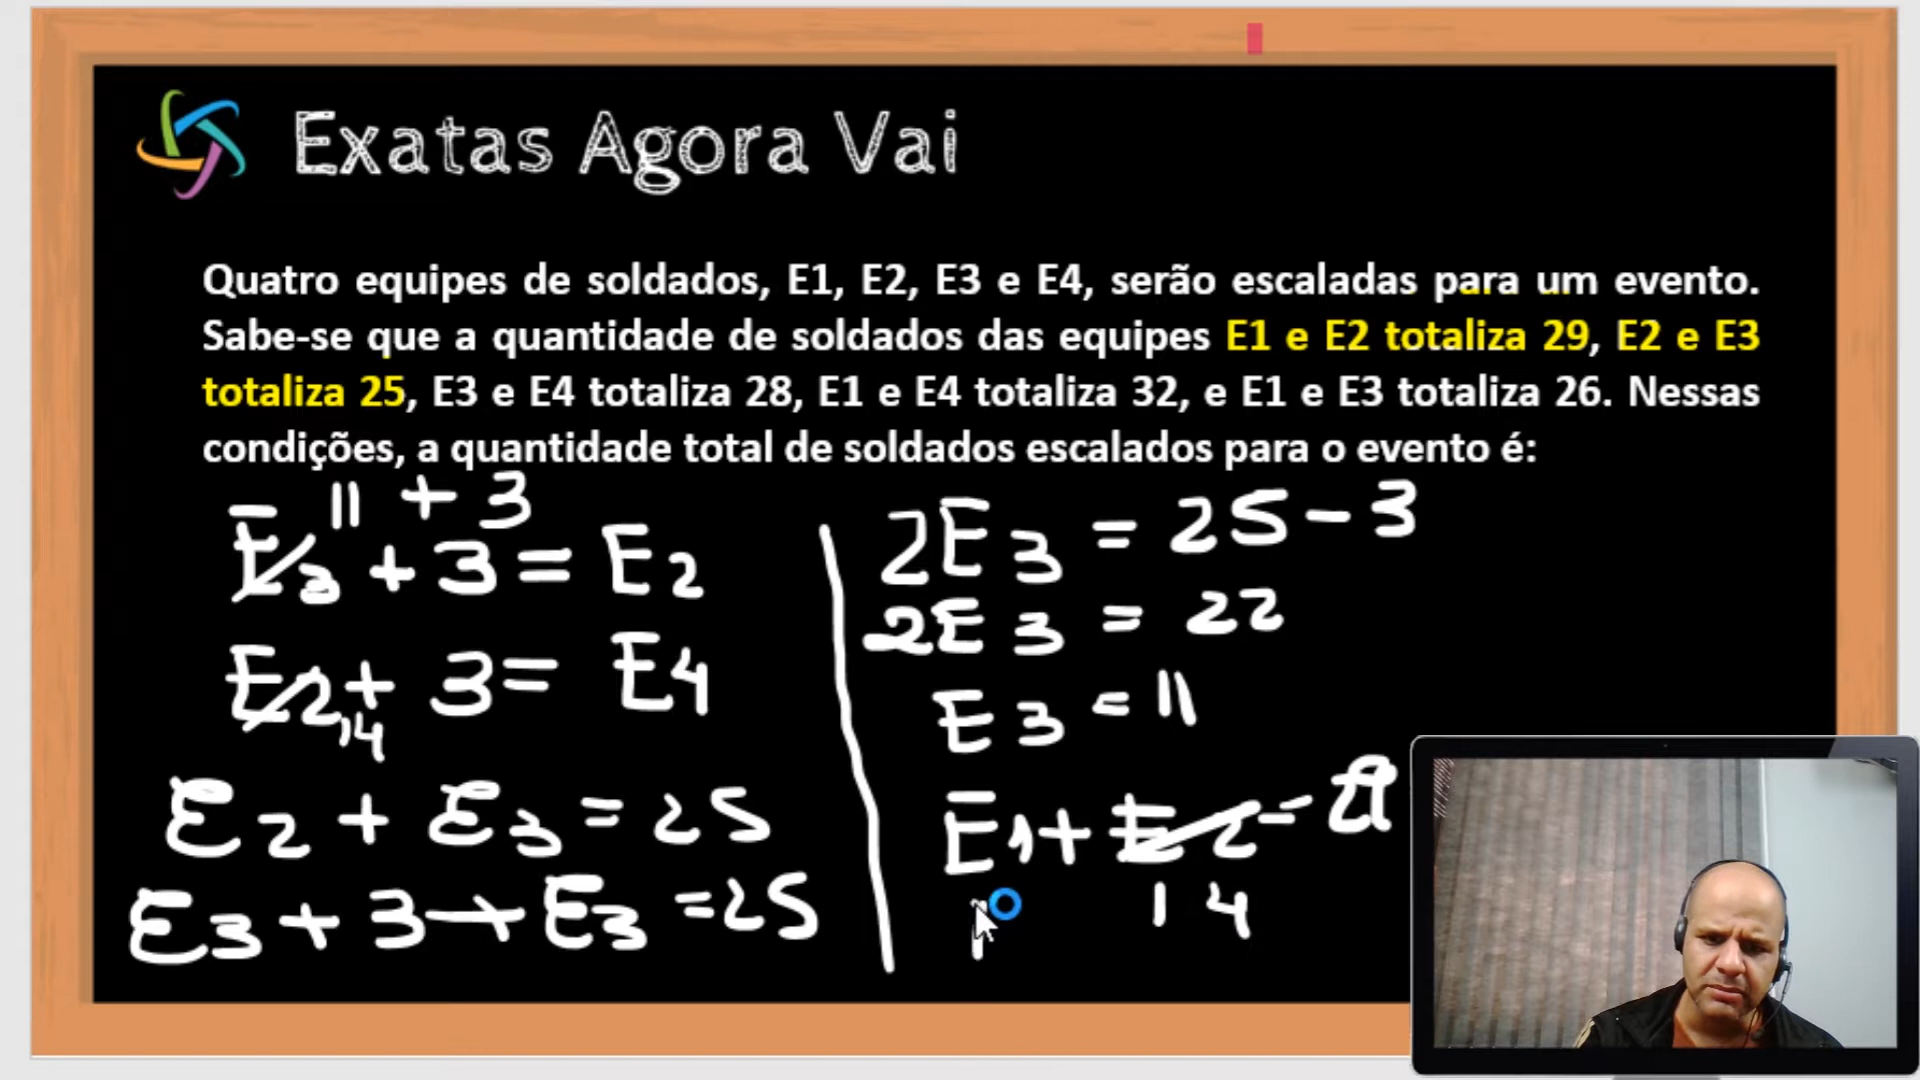 Exatas Agora Vai
Quatro equipes de soldados, E1, E2, E3 e E4, serão escaladas para um evento.
Sabe-se que a quantidade de soldados das equipes E1 e E2 totaliza 29, E2 e E3
totaliza 25, E3 e E4 totaliza 28, E1 e E4 totaliza 32, e E1 e E3 totaliza 26. Nessas
condições, a quantidade total de soldados escalados para o evento é:
11 + 3
E3 + 3 = E2
E2 + 3 = E4
14
E2 + E3 = 25
E3 + 3 + E3 = 25
2E3 = 25 - 3
2E3 = 22
E3 = 11
E1 + E2 = 29
14